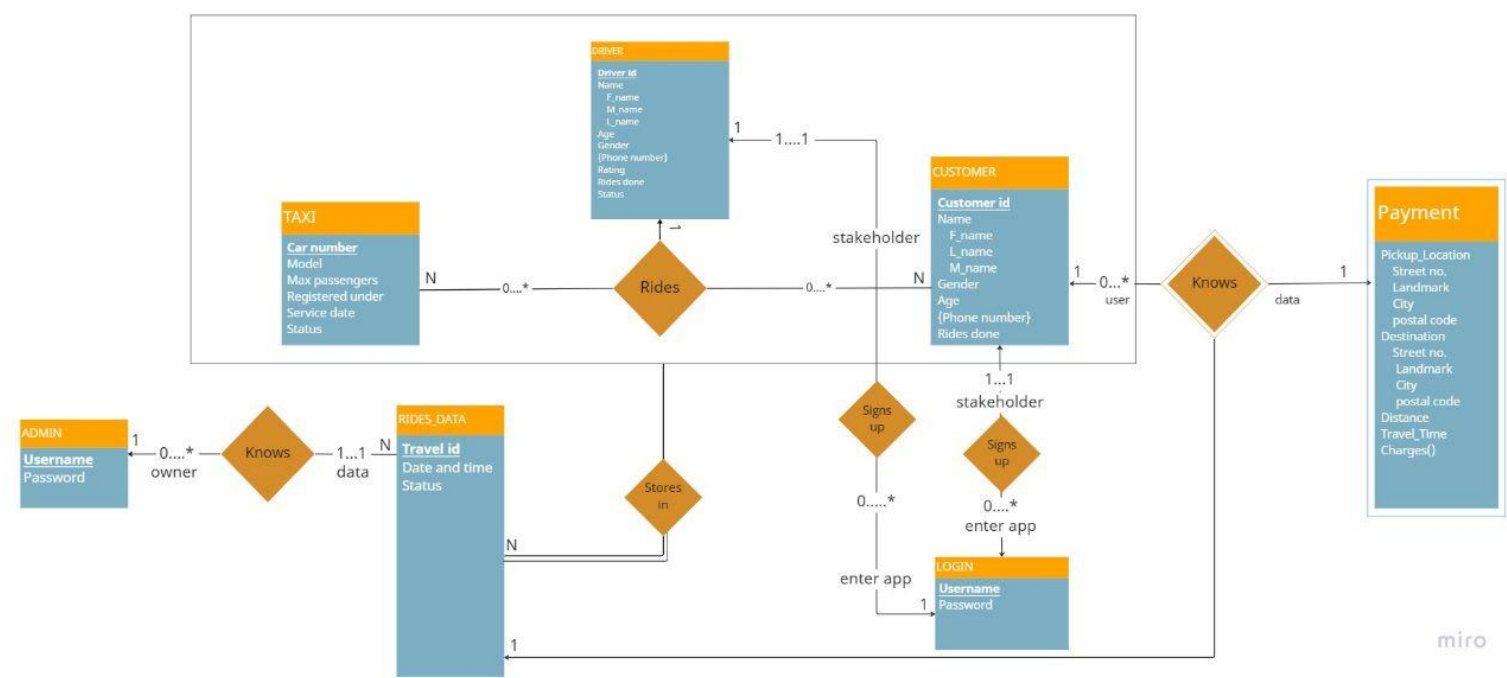 DRIVER
Driver id
Name
F_name
M_name
L_name
Age
Gender
{Phone number}
Rating
Rides done
Status
1
1....1
stakeholder
CUSTOMER
Customer id
Name
F_name
L_name
M_name
Gender
Age
{Phone number}
Rides done
TAXI
Car number
Model
Max passengers
Registered under
Service date
Status
N
0....*
Rides
1
0....*
N
1
0...*
user
Knows
data
1
Payment
Pickup_Location
Street no.
Landmark
City
postal code
Destination
Street no.
Landmark
City
postal code
Distance
Travel_Time
Charges()
ADMIN
Username
Password
1
0....*
owner
Knows
1...1
data
N
RIDES_DATA
Travel id
Date and time
Status
Stores
in
N
1
Signs
up
0.....*
enter app
1
1...1
stakeholder
Signs
up
0....*
enter app
LOGIN
Username
Password
miro